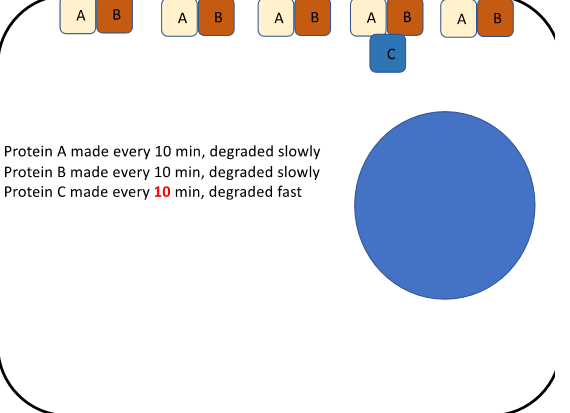 A B A B A B A B A B
C
Protein A made every 10 min, degraded slowly
Protein B made every 10 min, degraded slowly
Protein C made every 10 min, degraded fast